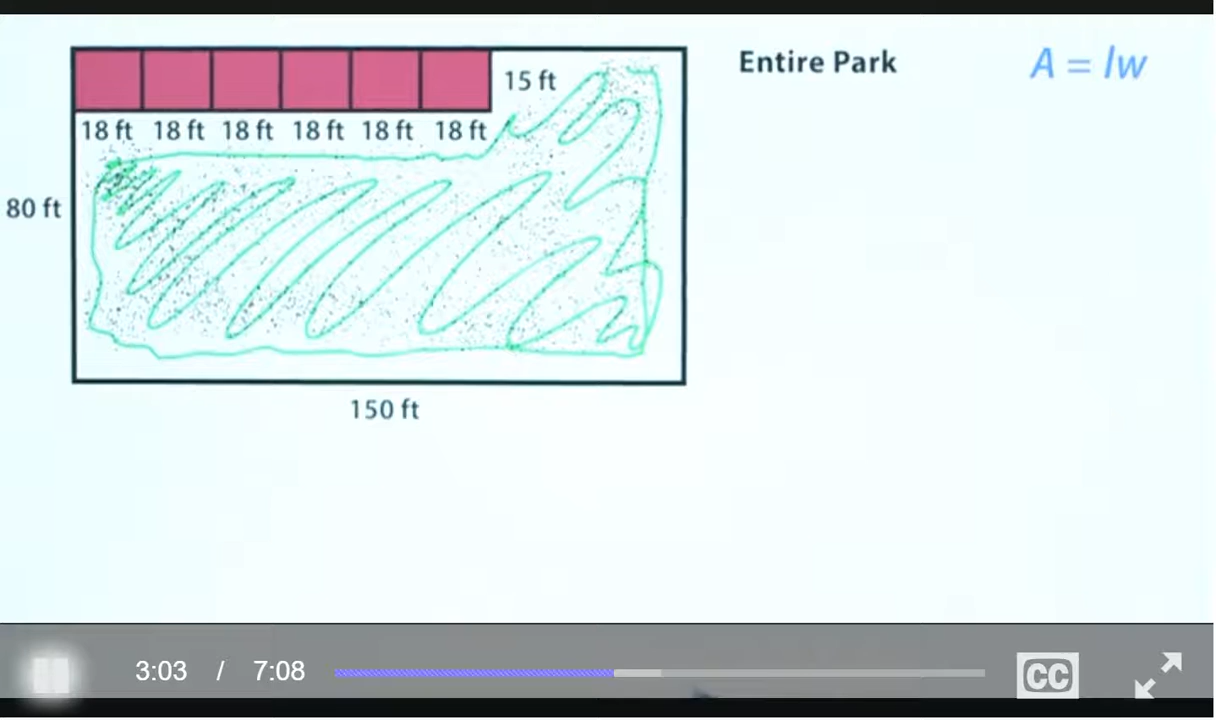 Entire Park
A = lw
15 ft
18 ft 18 ft 18 ft 18 ft 18 ft 18 ft
80 ft
150 ft
3:03 / 7:08
CC